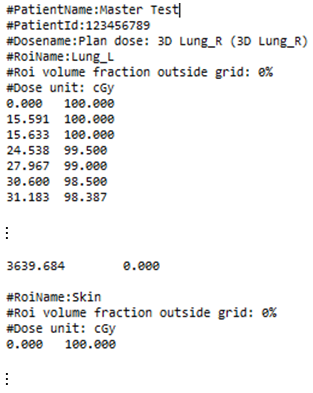 #PatientName:Master Test
#PatientId:123456789
#Dosename:Plan dose: 3D Lung_R (3D Lung_R)
#RoiName:Lung_L
#Roi volume fraction outside grid: 0%
#Dose unit: cGy
0.000 100.000
15.591 100.000
15.633 100.000
24.538 99.500
27.967 99.000
30.600 98.500
31.183 98.387
⋮
3639.684 0.000
#RoiName:Skin
#Roi volume fraction outside grid: 0%
#Dose unit: cGy
0.000 100.000
⋮